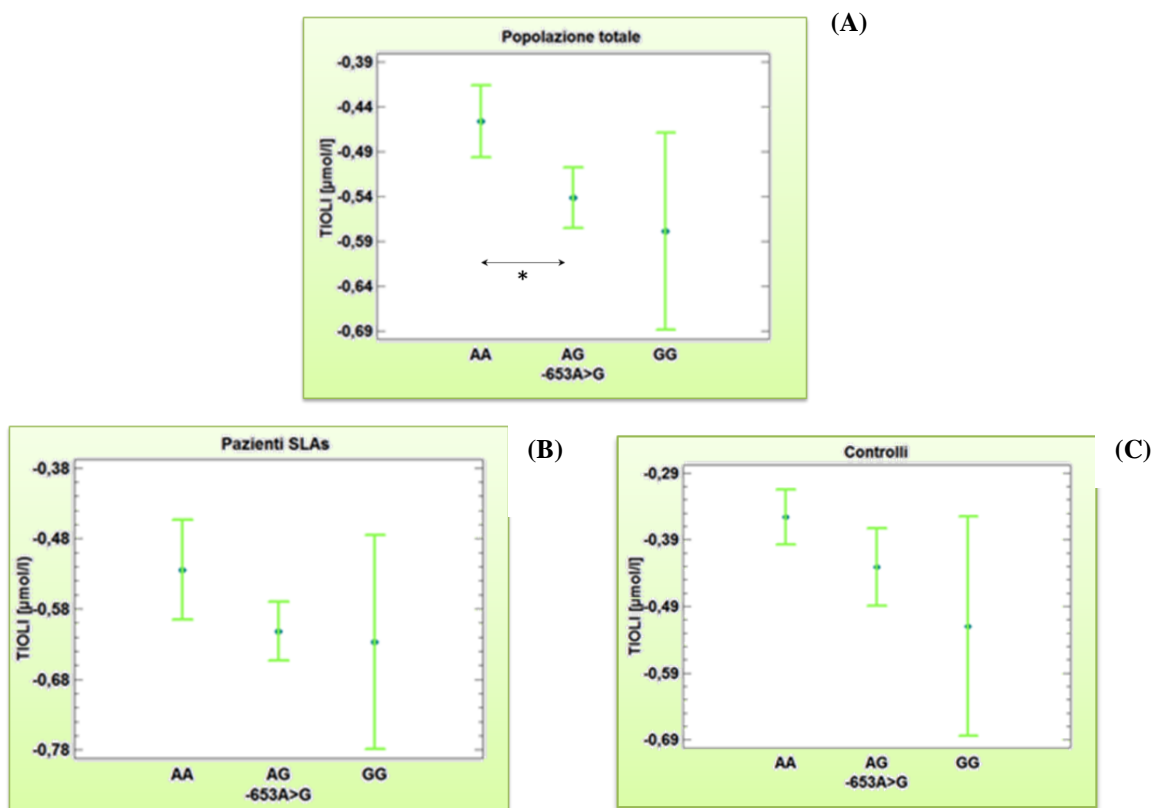 (A)
Popolazione totale
TIOLI [µmol/l]
-0,39
-0,44
-0,49
-0,54
-0,59
-0,64
-0,69
*
AA AG GG
-653A>G
(B)
Pazienti SLAs
TIOLI [µmol/l)
-0,38
-0,48
-0,58
-0,68
-0,78
AA AG GG
-653A>G
(C)
Controlli
TIOLI [µmol/l]
-0,29
-0,39
-0,49
-0,59
-0,69
AA AG GG
-653A>G